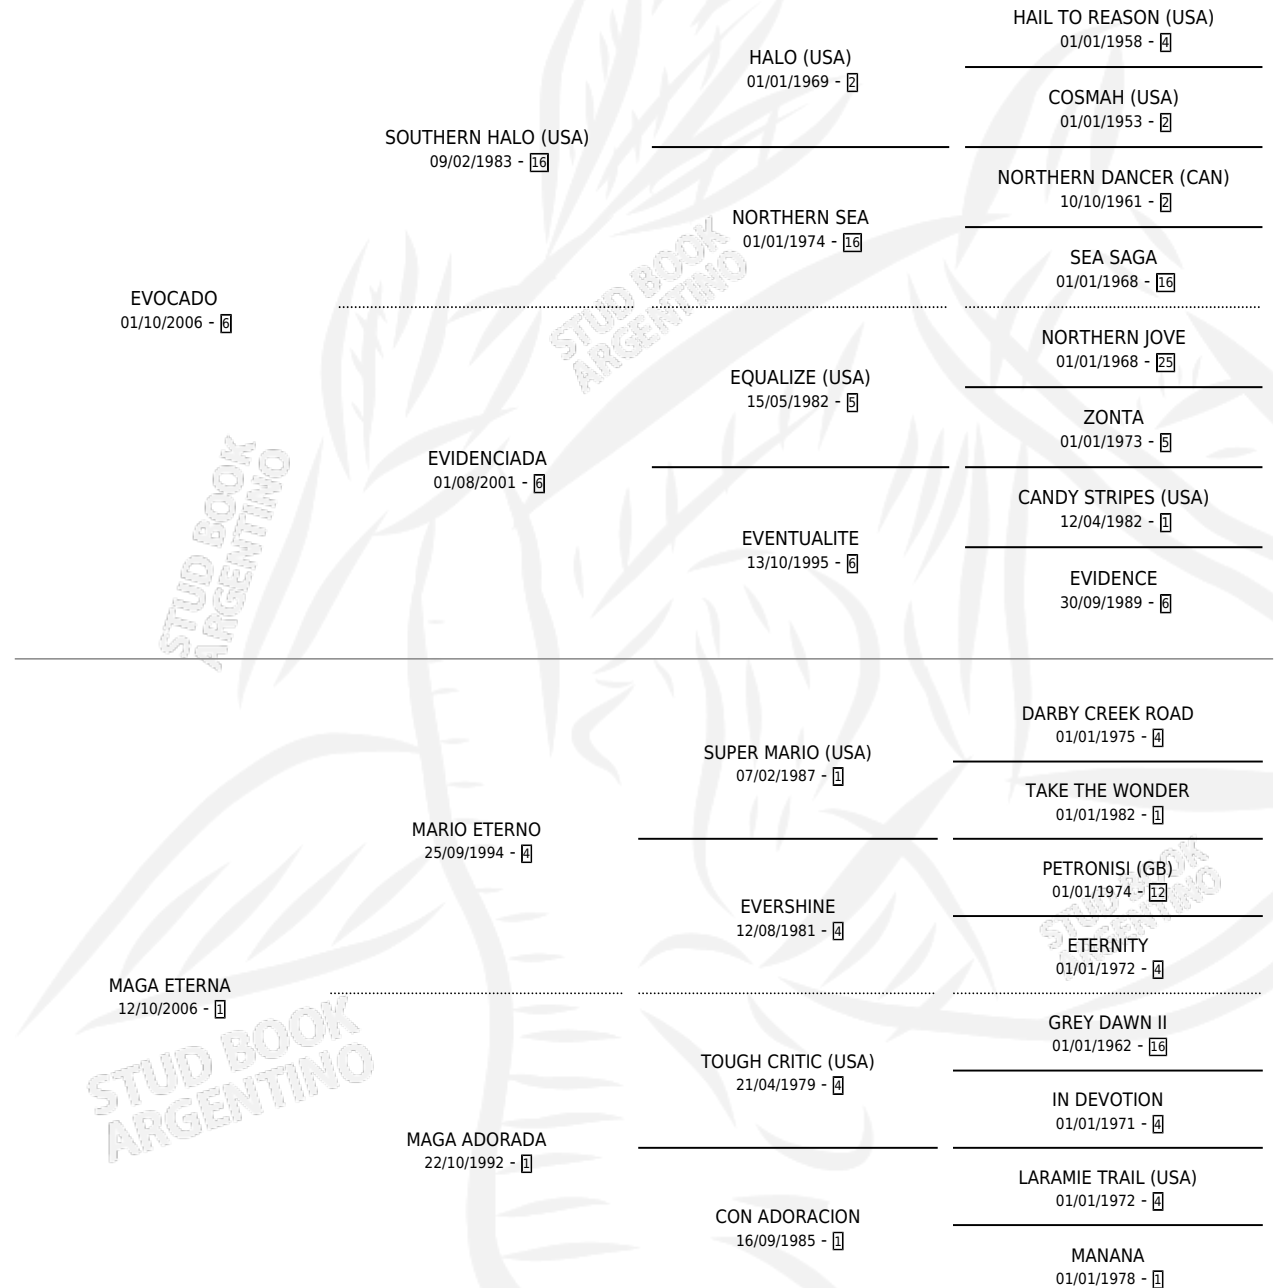 HAIL TO REASON (USA)
01/01/1958 - 4
HALO (USA)
01/01/1969 - 2
COSMAH (USA)
01/01/1953 - 2
SOUTHERN HALO (USA)
09/02/1983 - 16
NORTHERN DANCER (CAN)
10/10/1961 - 2
NORTHERN SEA
01/01/1974 - 16
SEA SAGA
01/01/1968 - 16
EVOCADO
01/10/2006 - 6
NORTHERN JOVE
01/01/1968 - 25
EQUALIZE (USA)
15/05/1982 - 5
ZONTA
01/01/1973 - 5
EVIDENCIADA
01/08/2001 - 6
CANDY STRIPES (USA)
12/04/1982 - 1
EVENTUALITE
13/10/1995 - 6
EVIDENCE
30/09/1989 - 6
DARBY CREEK ROAD
01/01/1975 - 4
SUPER MARIO (USA)
07/02/1987 - 1
TAKE THE WONDER
01/01/1982 - 1
MARIO ETERNO
25/09/1994 - 4
PETRONISI (GB)
01/01/1974 - 12
EVERSHINE
12/08/1981 - 4
ETERNITY
01/01/1972 - 4
MAGA ETERNA
12/10/2006 - 1
GREY DAWN II
01/01/1962 - 16
TOUGH CRITIC (USA)
21/04/1979 - 4
IN DEVOTION
01/01/1971 - 4
MAGA ADORADA
22/10/1992 - 1
LARAMIE TRAIL (USA)
01/01/1972 - 4
CON ADORACION
16/09/1985 - 1
MANANA
01/01/1978 - 1
STUD BOOK
ARGENTINO
STUD BOOK
ARGENTINO
STUD BOOK
ARGENTINO
STUD BOOK
ARGENTINO